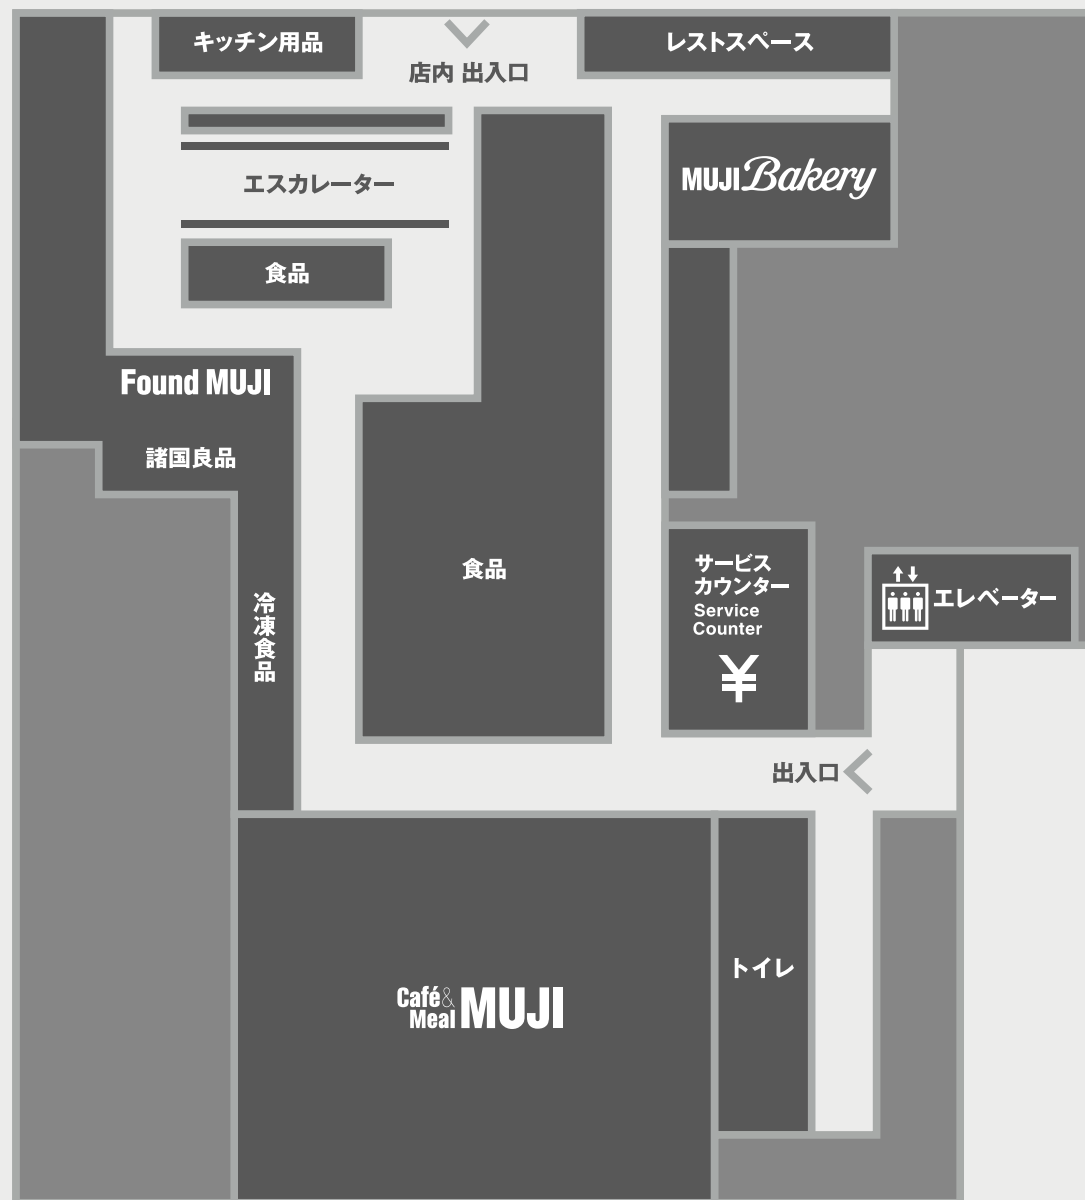 キッチン用品
レストスペース
店内 出入口
MUJI Bakery
エスカレーター
食品
Found MUJI
諸国良品
食品
サービス
カウンター
Service
Counter
¥
エレベーター
冷凍食品
出入口
トイレ
Café&
Meal MUJI